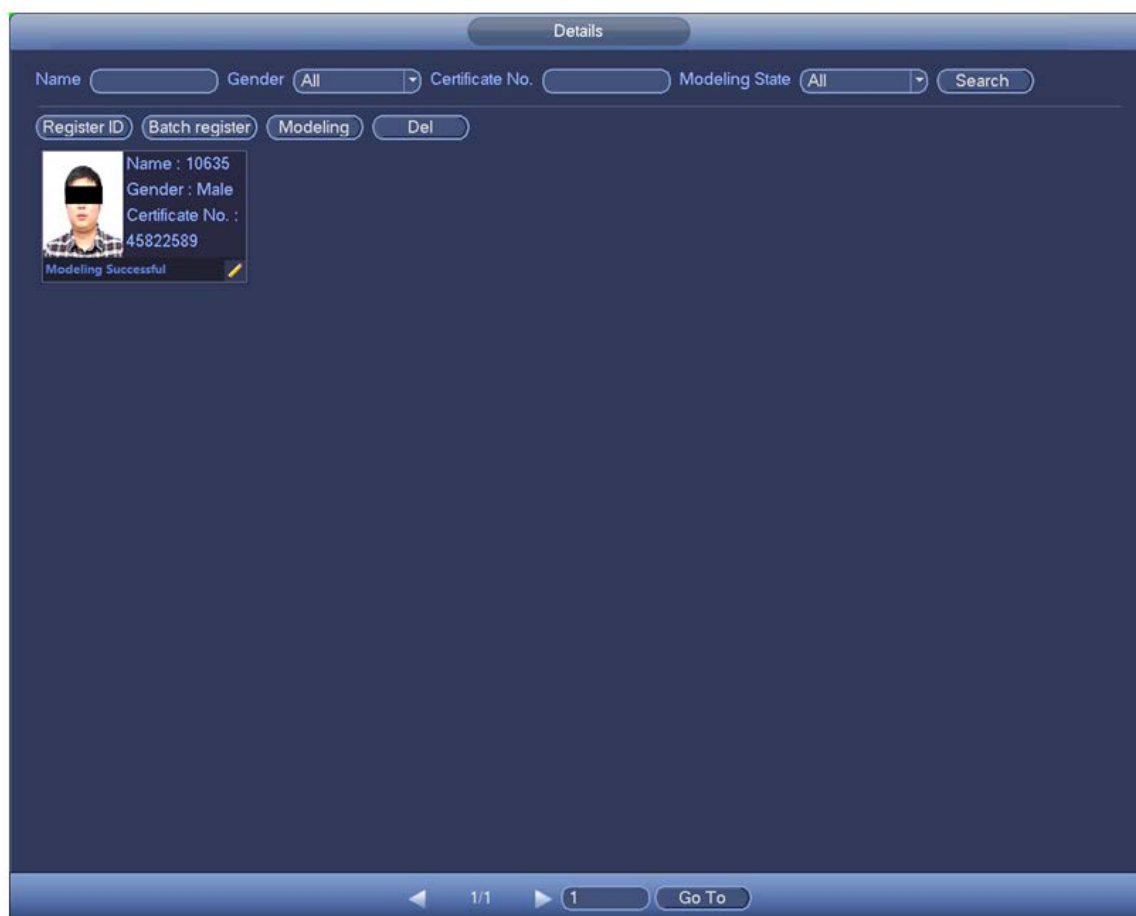 Details
Name Gender All Certificate No. Modeling State All Search
Register ID Batch register Modeling Del
Name : 10635
Gender : Male
Certificate No. :
45822589
Modeling Successful
1/1 1 Go To